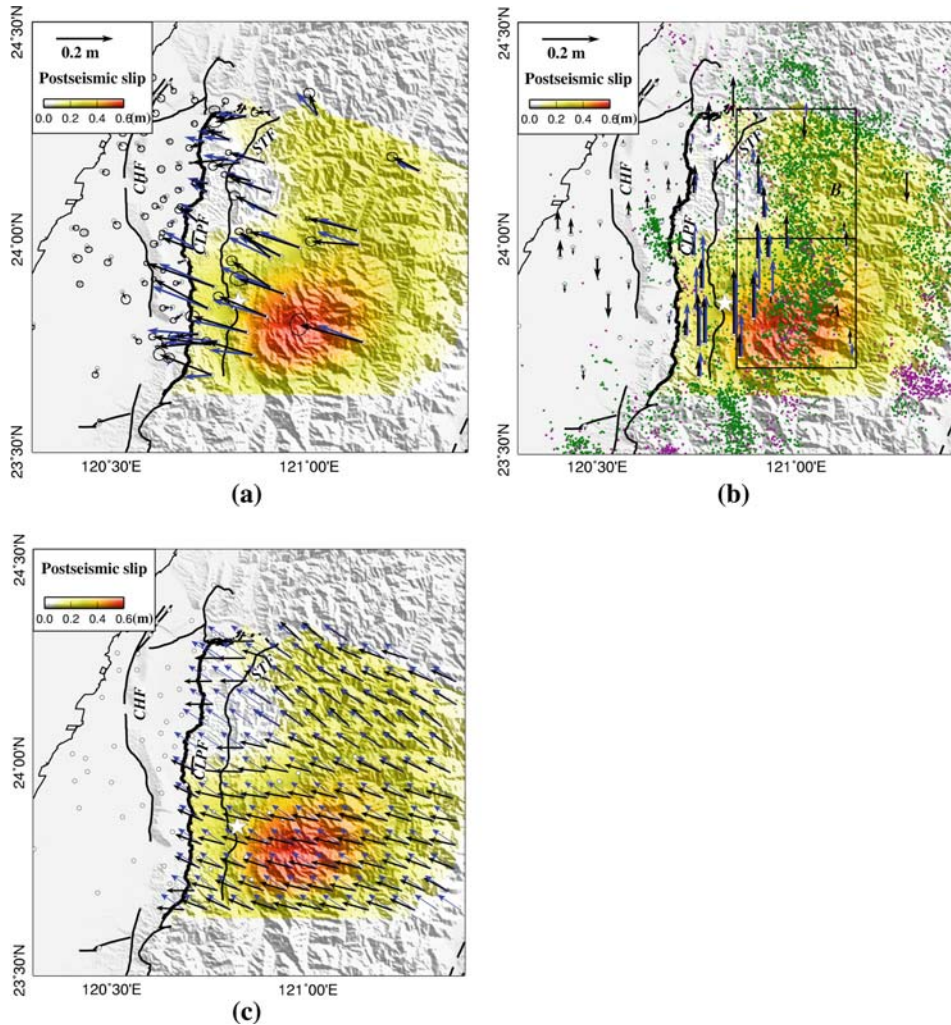 24°30'N
0.2 m
Postseismic slip
0.0 0.2 0.4 0.6 (m)
CHF
CLPF
STF
24°00'N
23°30'N
120°30'E
121°00'E
(a)
24°30'N
0.2 m
Postseismic slip
0.0 0.2 0.4 0.6 (m)
CHF
CLPF
STF
B
A
24°00'N
23°30'N
120°30'E
121°00'E
(b)
24°30'N
Postseismic slip
0.0 0.2 0.4 0.6(m)
CHF
CLPF
STF
24°00'N
23°30'N
120°30'E
121°00'E
(c)